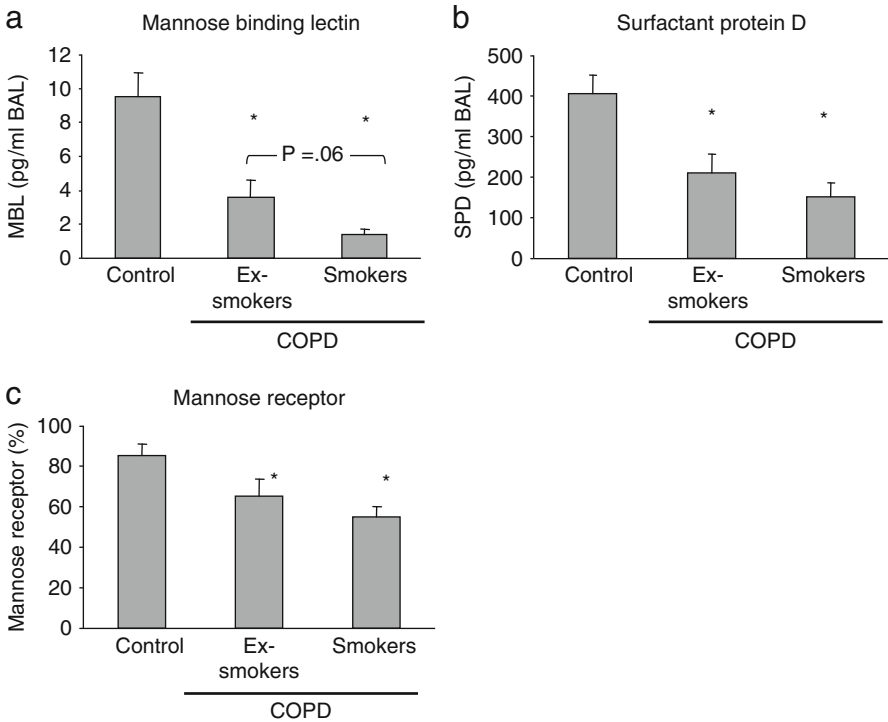 a
Mannose binding lectin
MBL (pg/ml BAL)
12
10
8
6
4
2
0
*
*
P =.06
Control
Ex-
smokers
Smokers
COPD
b
Surfactant protein D
SPD (pg/ml BAL)
500
400
300
200
100
0
*
*
Control
Ex-
smokers
Smokers
COPD
c
Mannose receptor
Mannose receptor (%)
100
80
60
40
20
0
*
*
Control
Ex-
smokers
Smokers
COPD